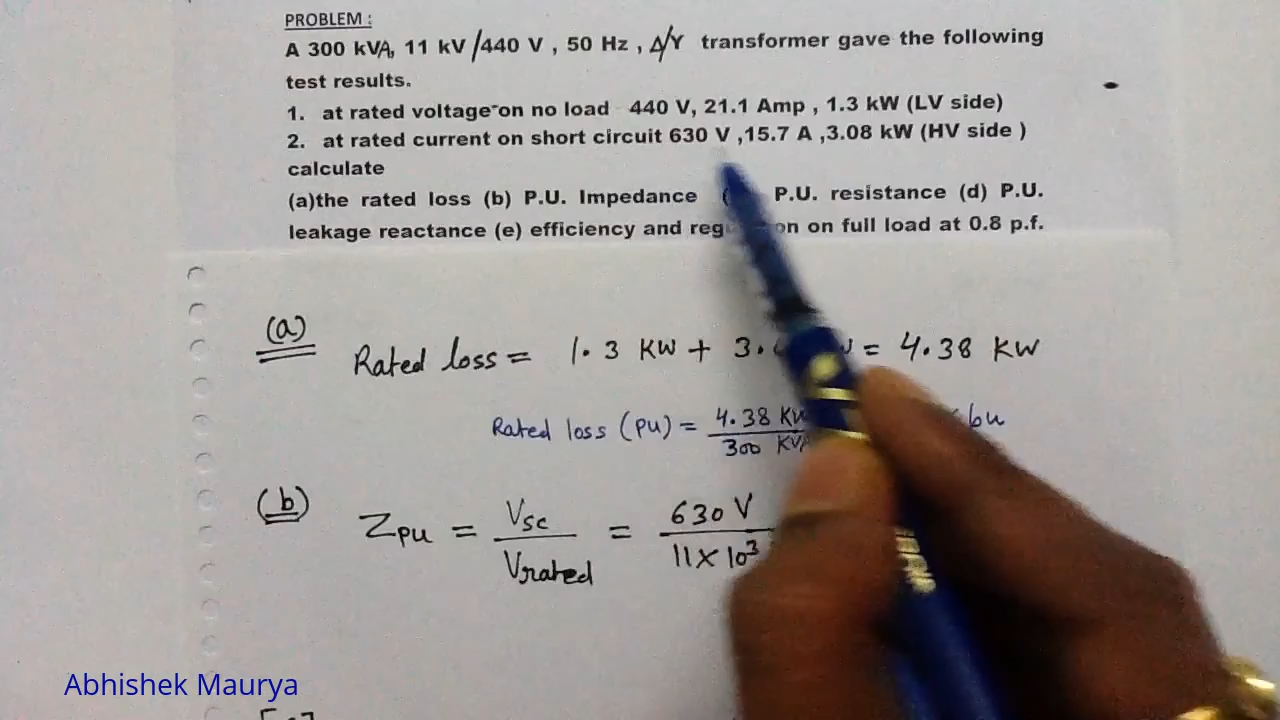 PROBLEM :
A 300 kVA, 11 kV/440 V , 50 Hz , Δ/Y transformer gave the following
test results.
1. at rated voltage on no load 440 V, 21.1 Amp , 1.3 kW (LV side)
2. at rated current on short circuit 630 V ,15.7 A ,3.08 kW (HV side )
calculate
(a)the rated loss (b) P.U. Impedance ( P.U. resistance (d) P.U.
leakage reactance (e) efficiency and on full load at 0.8 p.f.
(a)
Rated loss = 1.3 KW + 3. = 4.38 KW
Rated loss (pu) = 4.38 KW
300 KVA
(b)
Zpu = Vsc = 630 V
Vrated 11 x 10³
Abhishek Maurya